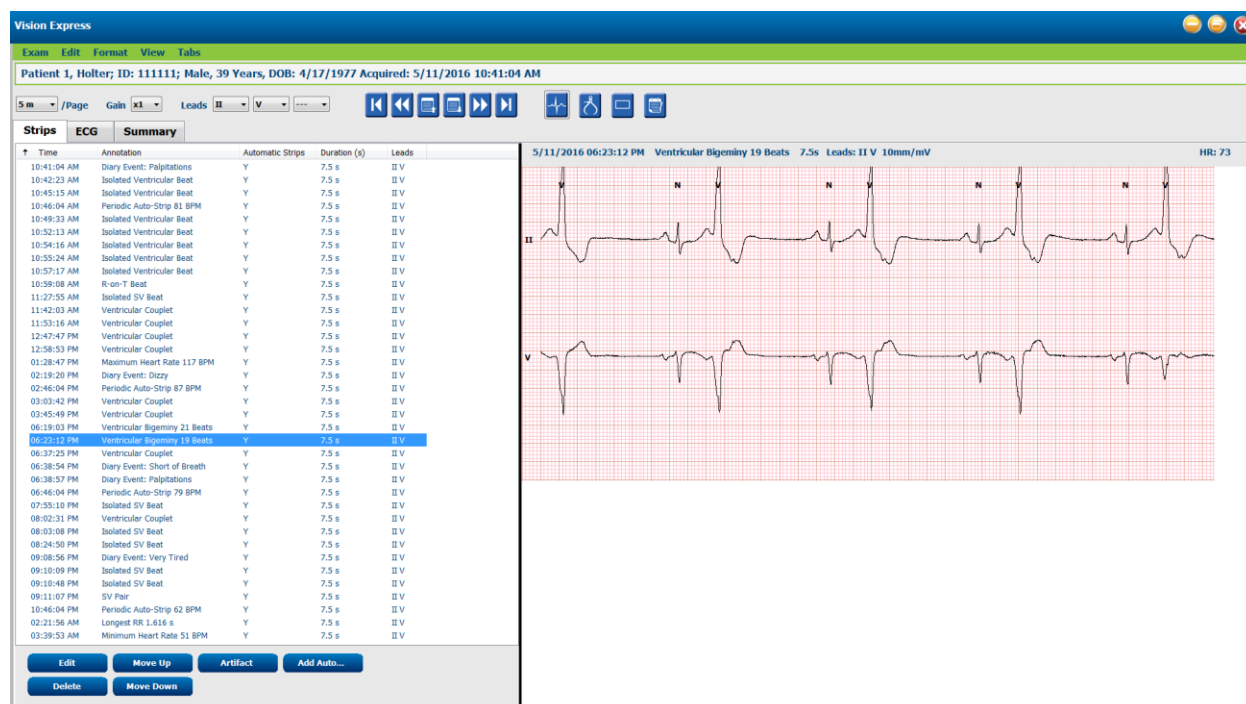 Vision Express
Exam Edit Format View Tabs
Patient 1, Holter; ID: 111111; Male, 39 Years, DOB: 4/17/1977 Acquired: 5/11/2016 10:41:04 AM
5 m /Page Gain x1 Leads II V ---
Strips ECG Summary
↑ Time Annotation Automatic Strips Duration (s) Leads
10:41:04 AM Diary Event: Palpitations Y 7.5 s II V
10:42:23 AM Isolated Ventricular Beat Y 7.5 s II V
10:45:15 AM Isolated Ventricular Beat Y 7.5 s II V
10:46:04 AM Periodic Auto-Strip 81 BPM Y 7.5 s II V
10:49:33 AM Isolated Ventricular Beat Y 7.5 s II V
10:52:13 AM Isolated Ventricular Beat Y 7.5 s II V
10:54:16 AM Isolated Ventricular Beat Y 7.5 s II V
10:55:24 AM Isolated Ventricular Beat Y 7.5 s II V
10:57:17 AM Isolated Ventricular Beat Y 7.5 s II V
10:59:08 AM R-on-T Beat Y 7.5 s II V
11:27:55 AM Isolated SV Beat Y 7.5 s II V
11:42:03 AM Ventricular Couplet Y 7.5 s II V
11:53:16 AM Ventricular Couplet Y 7.5 s II V
12:47:47 PM Ventricular Couplet Y 7.5 s II V
12:58:53 PM Ventricular Couplet Y 7.5 s II V
01:28:47 PM Maximum Heart Rate 117 BPM Y 7.5 s II V
02:19:20 PM Diary Event: Dizzy Y 7.5 s II V
02:46:04 PM Periodic Auto-Strip 87 BPM Y 7.5 s II V
03:03:42 PM Ventricular Couplet Y 7.5 s II V
03:45:49 PM Ventricular Couplet Y 7.5 s II V
06:19:03 PM Ventricular Bigeminy 21 Beats Y 7.5 s II V
06:23:12 PM Ventricular Bigeminy 19 Beats Y 7.5 s II V
06:37:25 PM Ventricular Couplet Y 7.5 s II V
06:38:54 PM Diary Event: Short of Breath Y 7.5 s II V
06:38:57 PM Diary Event: Palpitations Y 7.5 s II V
06:46:04 PM Periodic Auto-Strip 79 BPM Y 7.5 s II V
07:55:10 PM Isolated SV Beat Y 7.5 s II V
08:02:31 PM Ventricular Couplet Y 7.5 s II V
08:03:08 PM Isolated SV Beat Y 7.5 s II V
08:24:50 PM Isolated SV Beat Y 7.5 s II V
09:08:56 PM Diary Event: Very Tired Y 7.5 s II V
09:10:09 PM Isolated SV Beat Y 7.5 s II V
09:10:48 PM Isolated SV Beat Y 7.5 s II V
09:11:07 PM SV Pair Y 7.5 s II V
10:46:04 PM Periodic Auto-Strip 62 BPM Y 7.5 s II V
02:21:56 AM Longest RR 1.616 s Y 7.5 s II V
03:39:53 AM Minimum Heart Rate 51 BPM Y 7.5 s II V
Edit Move Up Artifact Add Auto...
Delete Move Down
5/11/2016 06:23:12 PM Ventricular Bigeminy 19 Beats 7.5s Leads: II V 10mm/mV HR: 73
V N V N V N V N V
II
V